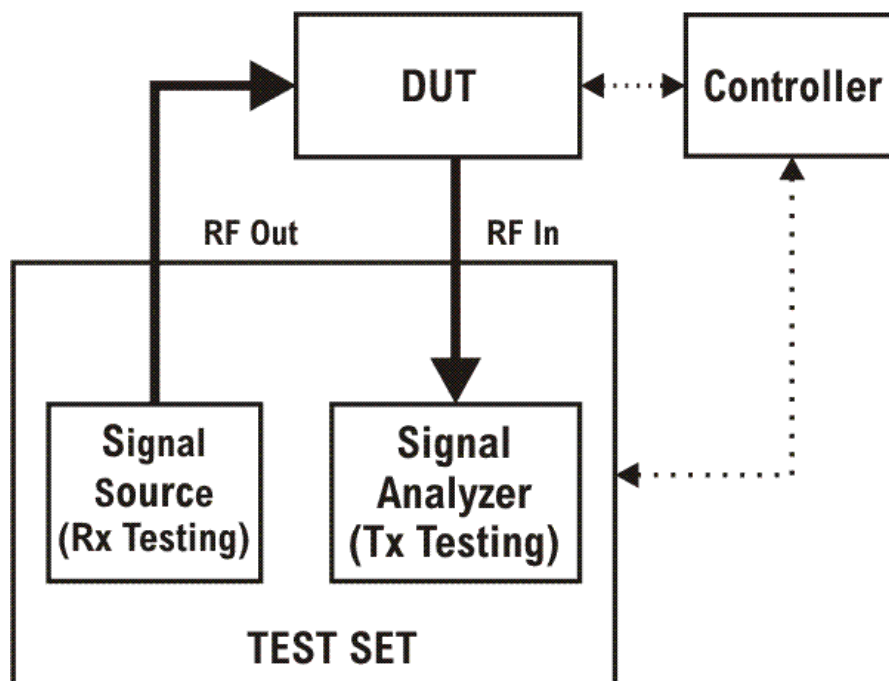 DUT
Controller
RF Out
RF In
Signal
Source
(Rx Testing)
Signal
Analyzer
(Tx Testing)
TEST SET